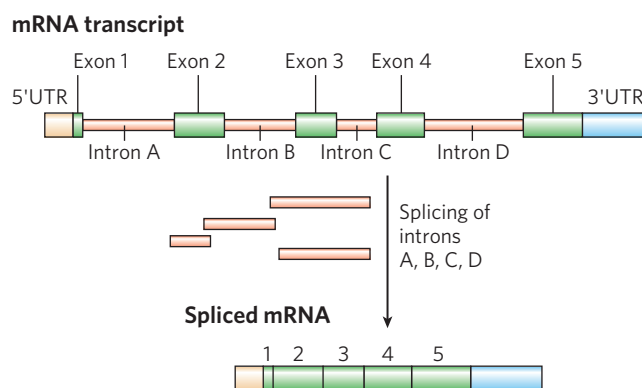 mRNA transcript
Exon 1 Exon 2 Exon 3 Exon 4 Exon 5
5'UTR 3'UTR
Intron A Intron B Intron C Intron D
Splicing of
introns
A, B, C, D
Spliced mRNA
1 2 3 4 5